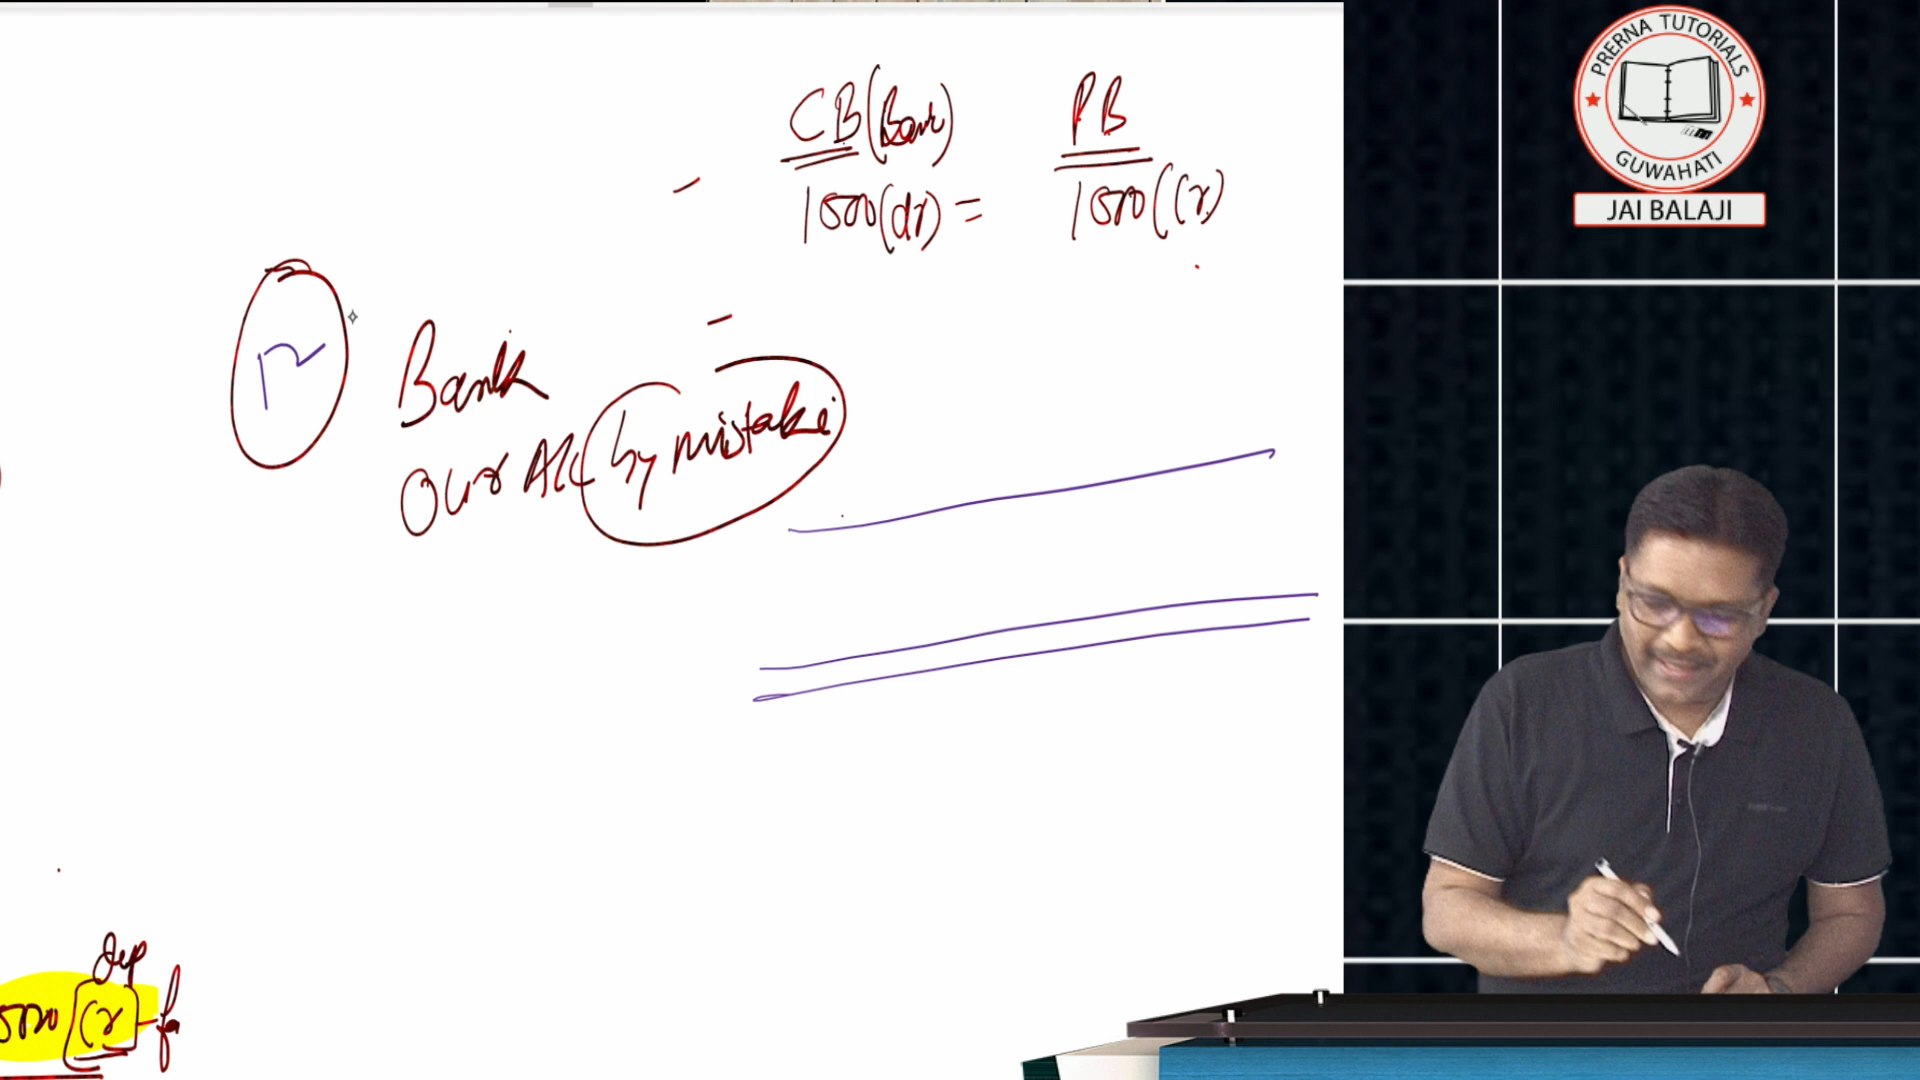 CB (Bank) PB
1500 (dr) = 1500 (Cr)
Bank
Our A/c by mistake
Dep
5000 (Cr) - fa
PRERNA TUTORIALS
GUWAHATI
JAI BALAJI